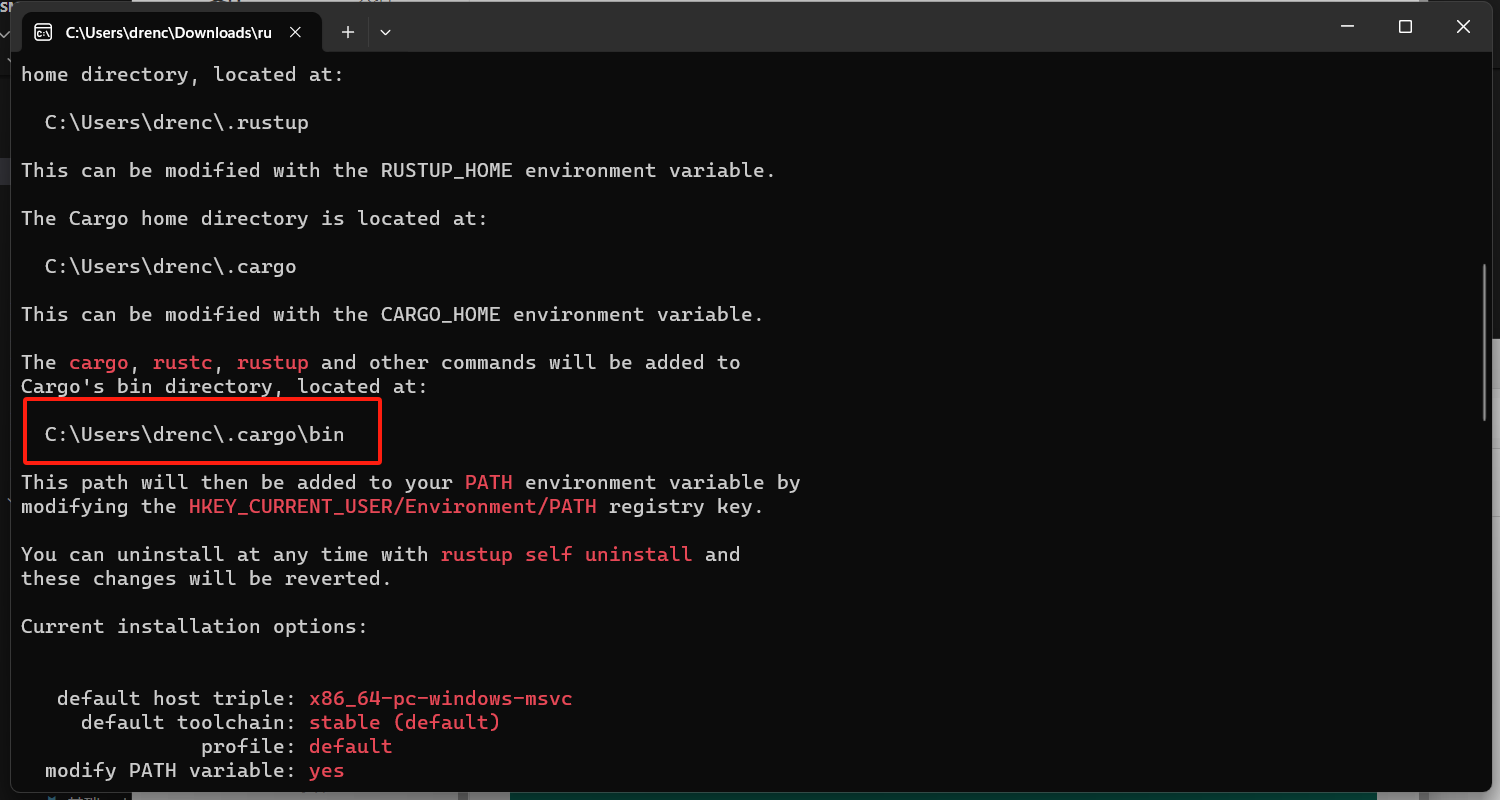 C:\Users\drenc\Downloads\ru
home directory, located at:
C:\Users\drenc\.rustup
This can be modified with the RUSTUP_HOME environment variable.
The Cargo home directory is located at:
C:\Users\drenc\.cargo
This can be modified with the CARGO_HOME environment variable.
The cargo, rustc, rustup and other commands will be added to
Cargo's bin directory, located at:
C:\Users\drenc\.cargo\bin
This path will then be added to your PATH environment variable by
modifying the HKEY_CURRENT_USER/Environment/PATH registry key.
You can uninstall at any time with rustup self uninstall and
these changes will be reverted.
Current installation options:
default host triple: x86_64-pc-windows-msvc
default toolchain: stable (default)
profile: default
modify PATH variable: yes